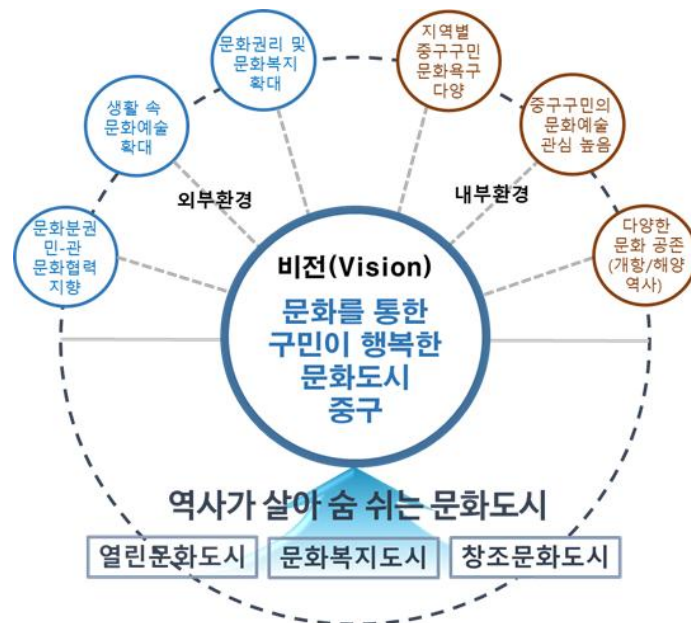 문화권리 및
문화복지
확대
지역별
중구구민
문화욕구
다양
생활 속
문화예술
확대
중구구민의
문화예술
관심 높음
외부환경
내부환경
문화분권
민-관
문화협력
지향
다양한
문화 공존
(개항/해양
역사)
비전(Vision)
문화를 통한
구민이 행복한
문화도시
중구
역사가 살아 숨 쉬는 문화도시
열린문화도시
문화복지도시
창조문화도시